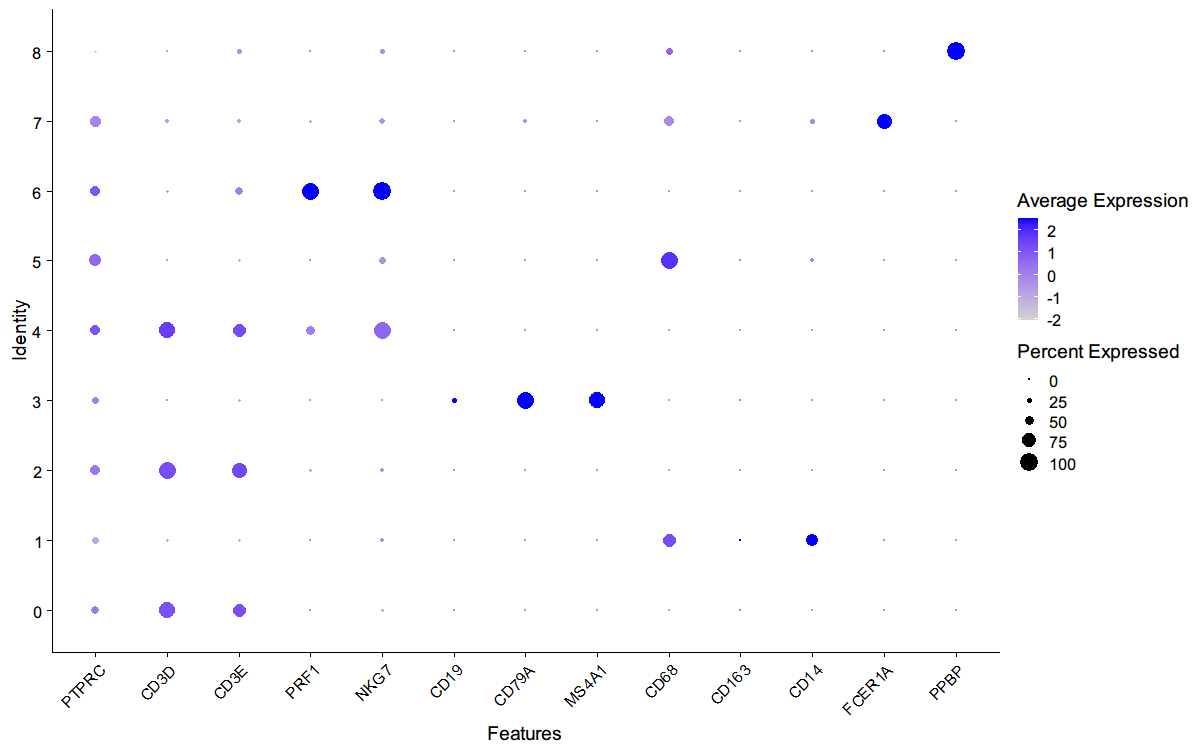 Identity
8
7
6
5
4
3
2
1
0
PTPRC
CD3D
CD3E
PRF1
NKG7
CD19
CD79A
MS4A1
CD68
CD163
CD14
FCER1A
PPBP
Features
Average Expression
2
1
0
-1
-2
Percent Expressed
0
25
50
75
100